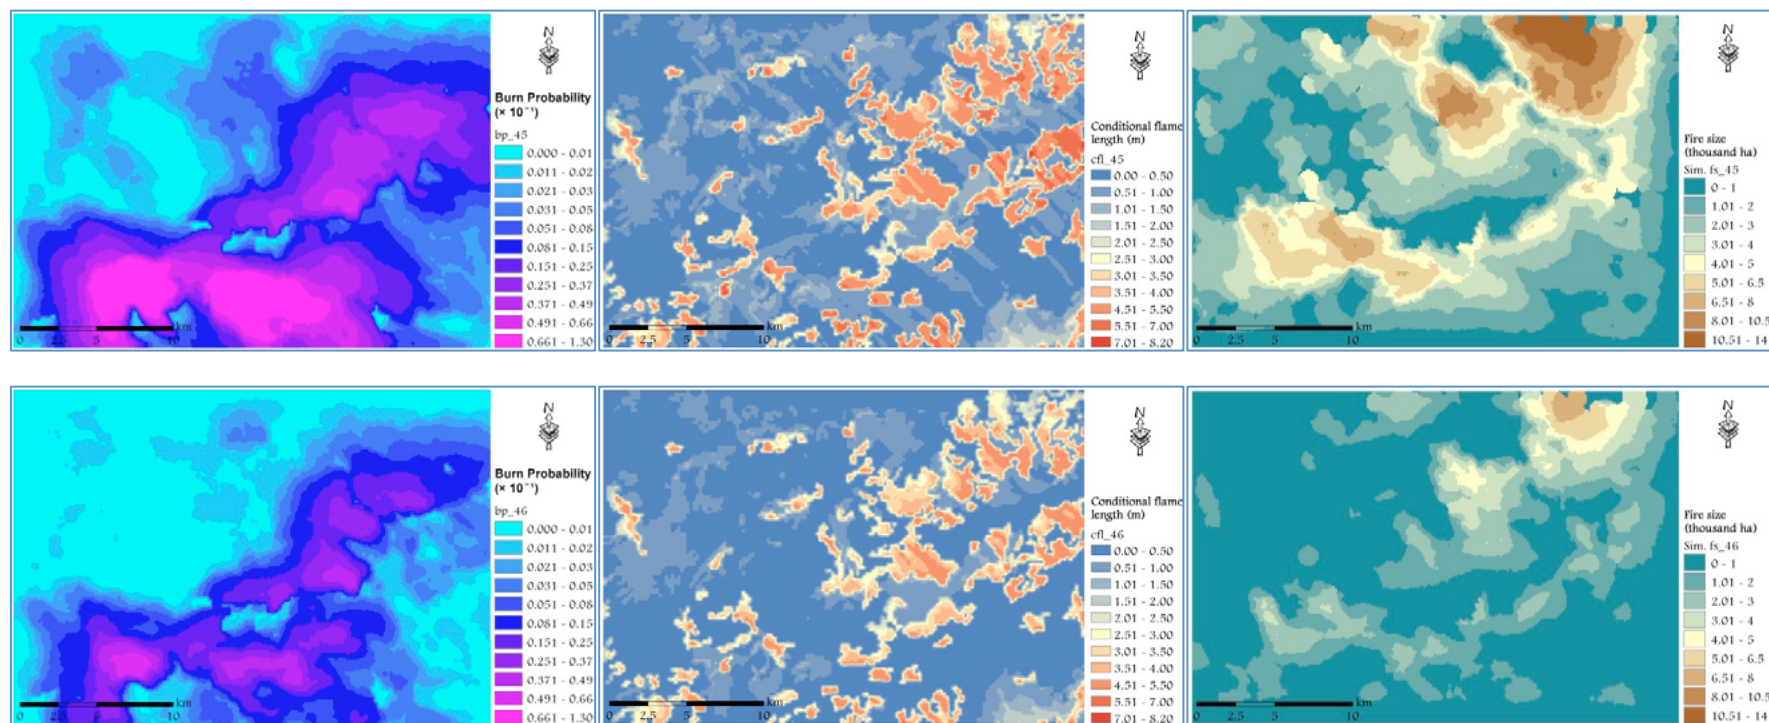 N
Burn Probability
(× 10⁻¹)
bp_45
0.000 - 0.01
0.011 - 0.02
0.021 - 0.03
0.031 - 0.05
0.051 - 0.08
0.081 - 0.15
0.151 - 0.25
0.251 - 0.37
0.371 - 0.49
0.491 - 0.66
0.661 - 1.30
km
0 2.5 5 10
N
Conditional flame
length (m)
cfl_45
0.00 - 0.50
0.51 - 1.00
1.01 - 1.50
1.51 - 2.00
2.01 - 2.50
2.51 - 3.00
3.01 - 3.50
3.51 - 4.00
4.51 - 5.50
5.51 - 7.00
7.01 - 8.20
km
0 2.5 5 10
N
Fire size
(thousand ha)
Sim. fs_45
0 - 1
1.01 - 2
2.01 - 3
3.01 - 4
4.01 - 5
5.01 - 6.5
6.51 - 8
8.01 - 10.5
10.51 - 14
km
0 2.5 5 10
N
Burn Probability
(× 10⁻¹)
bp_46
0.000 - 0.01
0.011 - 0.02
0.021 - 0.03
0.031 - 0.05
0.051 - 0.08
0.081 - 0.15
0.151 - 0.25
0.251 - 0.37
0.371 - 0.49
0.491 - 0.66
0.661 - 1.30
km
0 2.5 5 10
N
Conditional flame
length (m)
cfl_46
0.00 - 0.50
0.51 - 1.00
1.01 - 1.50
1.51 - 2.00
2.01 - 2.50
2.51 - 3.00
3.01 - 3.50
3.51 - 4.00
4.51 - 5.50
5.51 - 7.00
7.01 - 8.20
km
0 2.5 5 10
N
Fire size
(thousand ha)
Sim. fs_46
0 - 1
1.01 - 2
2.01 - 3
3.01 - 4
4.01 - 5
5.01 - 6.5
6.51 - 8
8.01 - 10.5
10.51 - 14
km
0 2.5 5 10